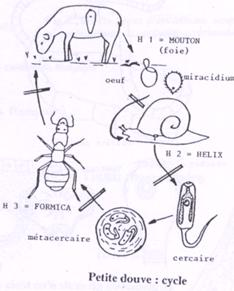 H 1 = MOUTON
(foie)
oeuf
miracidium
H 2 = HELIX
H 3 = FORMICA
métacercaire
cercaire
Petite douve : cycle